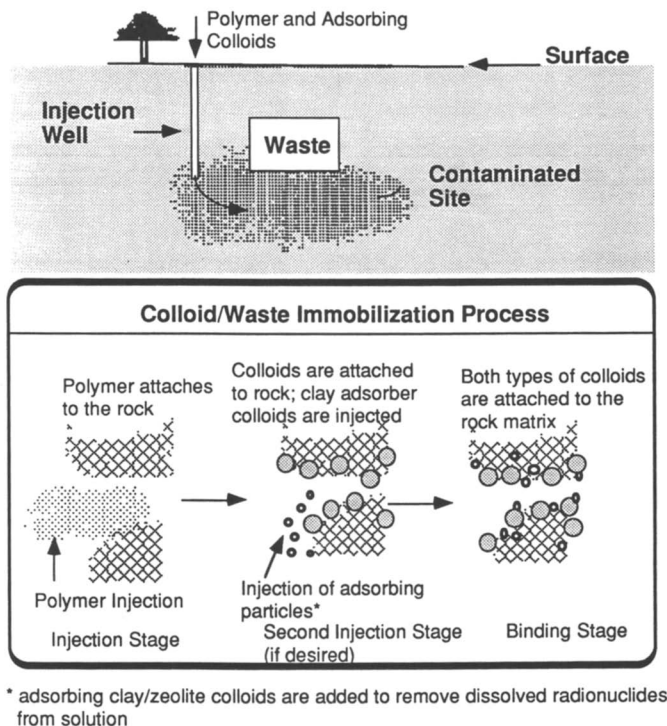 Polymer and Adsorbing
Colloids
Surface
Injection
Well
Waste
Contaminated
Site
Colloid/Waste Immobilization Process
Polymer attaches
to the rock
Colloids are attached
to rock; clay adsorber
colloids are injected
Both types of colloids
are attached to the
rock matrix
Polymer Injection
Injection of adsorbing
particles*
Injection Stage
Second Injection Stage
(if desired)
Binding Stage
* adsorbing clay/zeolite colloids are added to remove dissolved radionuclides
from solution